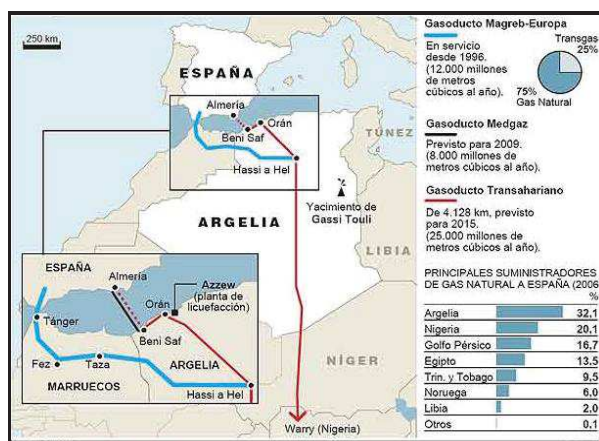 250 km
ESPAÑA
Almería
Orán
Beni Saf
Hassi a Hel
TÚNEZ
Yacimiento de
Gassi Touli
ARGELIA
LIBIA
NÍGER
Warry (Nigeria)
ESPAÑA
Almería
Azzew
(planta de
licuefacción)
Orán
Tánger
Beni Saf
Fez
Taza
ARGELIA
MARRUECOS
Hassi a Hel
Gasoducto Magreb-Europa
En servicio
desde 1996.
(12.000 millones
de metros
cúbicos al año).
Transgas
25%
75%
Gas Natural
Gasoducto Medgaz
Previsto para 2009.
(8.000 millones de
metros cúbicos al año).
Gasoducto Transahariano
De 4.128 km, previsto
para 2015.
(25.000 millones de
metros cúbicos al año).
PRINCIPALES SUMINISTRADORES
DE GAS NATURAL A ESPAÑA (2006
%
Argelia 32,1
Nigeria 20,1
Golfo Pérsico 16,7
Egipto 13,5
Trin. y Tobago 9,5
Noruega 6,0
Libia 2,0
Otros 0,1